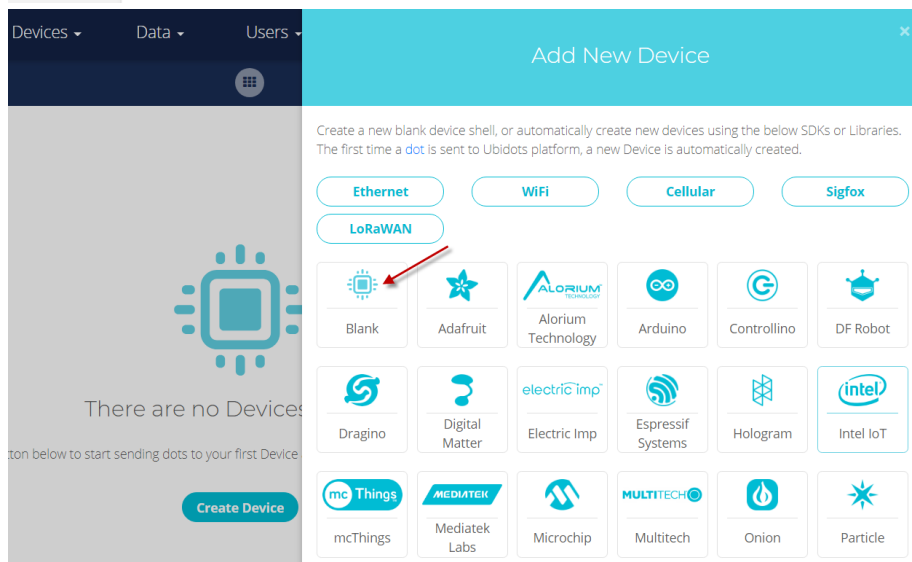 Devices Data Users
Add New Device
×
Create a new blank device shell, or automatically create new devices using the below SDKs or Libraries.
The first time a dot is sent to Ubidots platform, a new Device is automatically created.
Ethernet WiFi Cellular Sigfox
LoRaWAN
ALORIUM
TECHNOLOGY
Blank Adafruit Alorium Technology Arduino Controllino DF Robot
There are no Devices
electric imp
intel
Dragino Digital Matter Electric Imp Espressif Systems Hologram Intel IoT
tton below to start sending dots to your first Device
Create Device
mc Things MEDIATEK MULTITECH
mcThings Mediatek Labs Microchip Multitech Onion Particle